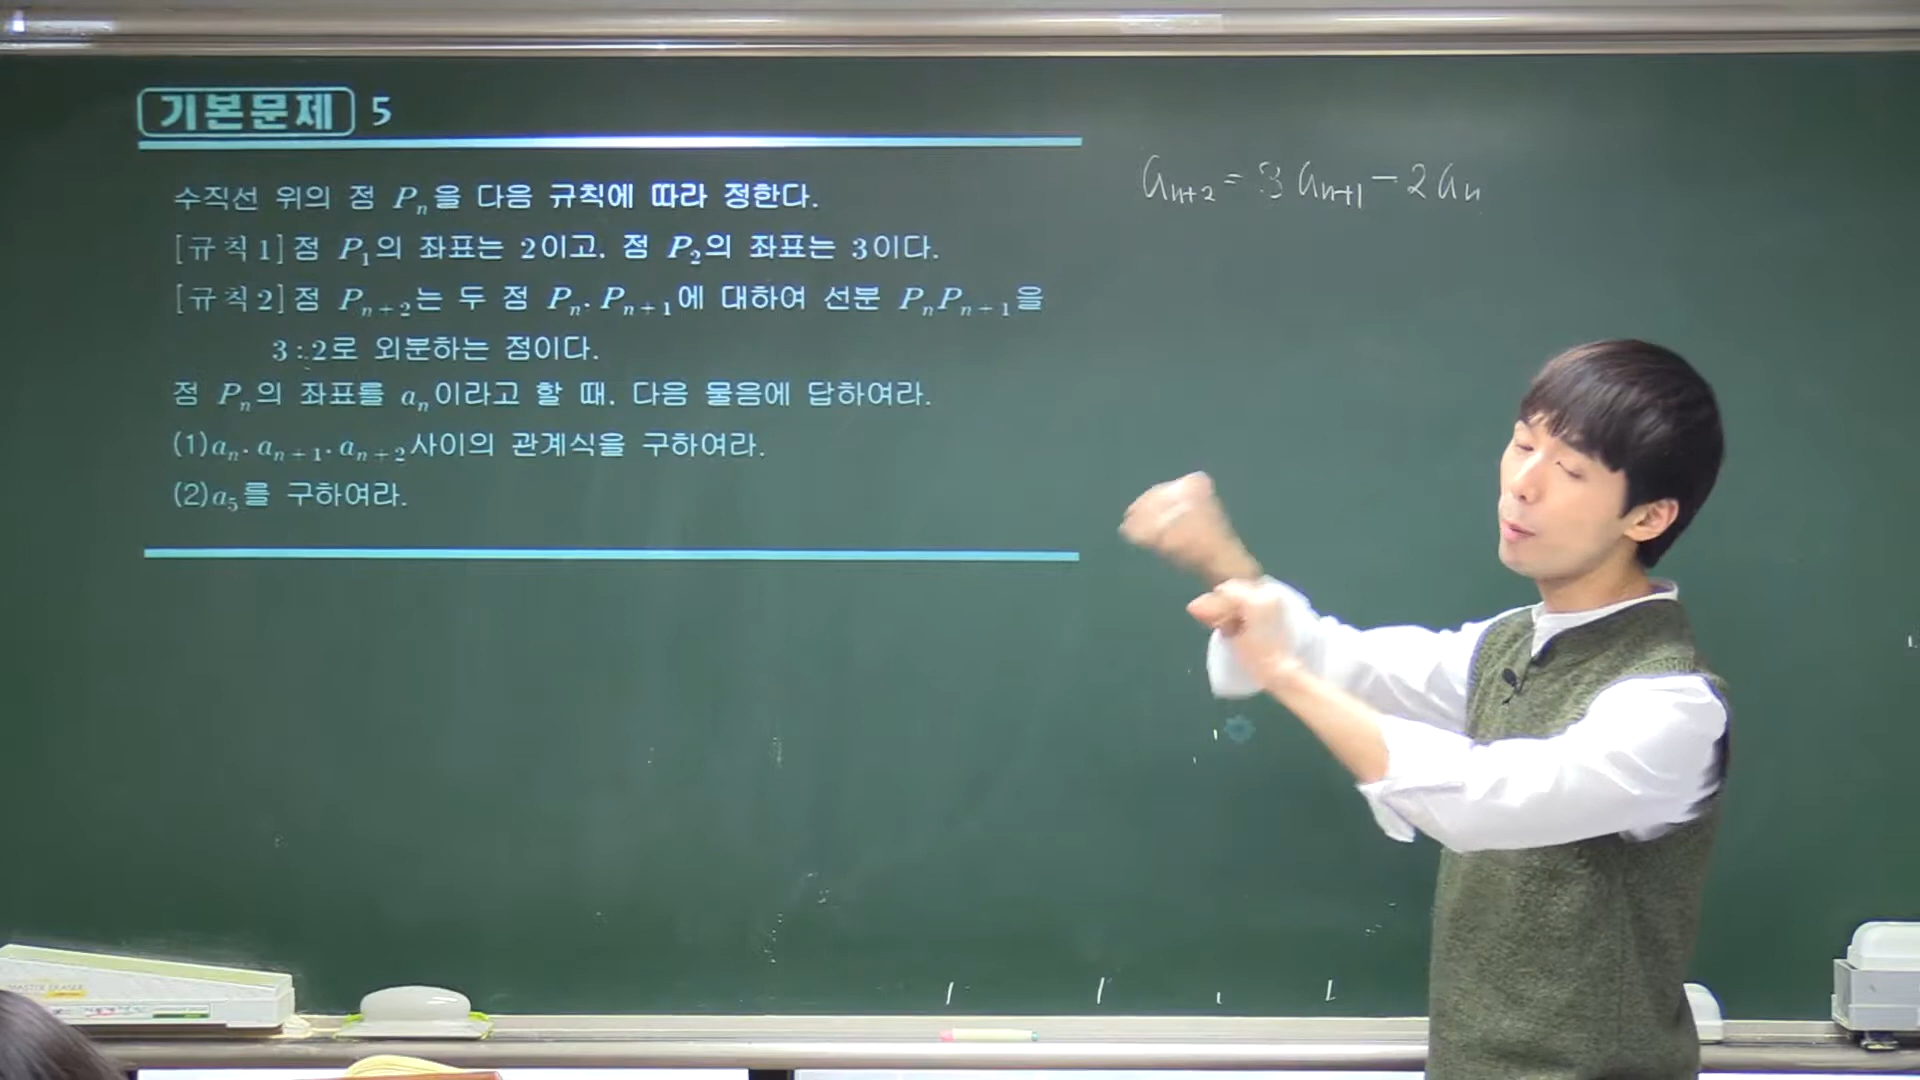 기본문제 5
수직선 위의 점 Pₙ을 다음 규칙에 따라 정한다.
[규칙1]점 P₁의 좌표는 2이고, 점 P₂의 좌표는 3이다.
[규칙2]점 Pₙ₊₂는 두 점 Pₙ, Pₙ₊₁에 대하여 선분 PₙPₙ₊₁을
3:2로 외분하는 점이다.
점 Pₙ의 좌표를 aₙ이라고 할 때, 다음 물음에 답하여라.
(1)aₙ, aₙ₊₁, aₙ₊₂사이의 관계식을 구하여라.
(2)a₅를 구하여라.
aₙ₊₂ = 3aₙ₊₁ - 2aₙ
MASTER ERASER